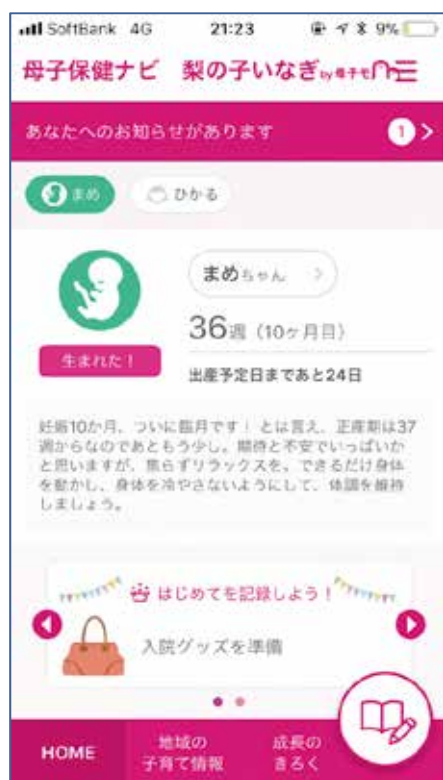 SoftBank 4G 21:23 9%
母子保健ナビ 梨の子いなぎ by母子モ
あなたへのお知らせがあります 1
まめ ひかる
まめちゃん
36週（10ヶ月目）
生まれた！
出産予定日まであと24日
妊娠10か月、ついに臨月です！とは言え、正産期は37
週からなのであともう少し。期待と不安でいっぱいか
と思いますが、焦らずリラックスを。できるだけ身体
を動かし、身体を冷やさないようにして、体調を維持
しましょう。
はじめてを記録しよう！
入院グッズを準備
HOME
地域の
子育て情報
成長の
きろく